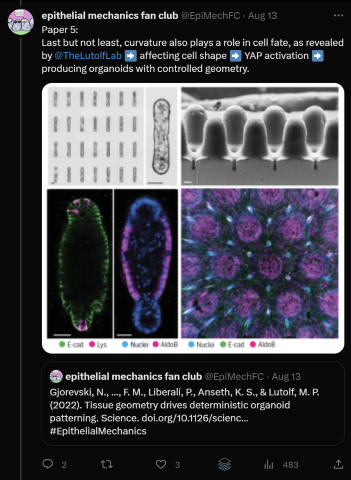 epithelial mechanics fan club @EpiMechFC · Aug 13
Paper 5:
Last but not least, curvature also plays a role in cell fate, as revealed
by @TheLutolfLab ➡️ affecting cell shape ➡️ YAP activation ➡️
producing organoids with controlled geometry.
E-cad Lys Nuclei AldoB Nuclei E-cad AldoB
epithelial mechanics fan club @EpiMechFC · Aug 13
Gjorevski, N., ..., F. M., Liberali, P., Anseth, K. S., & Lutolf, M. P.
(2022). Tissue geometry drives deterministic organoid
patterning. Science. doi.org/10.1126/scienc...
#EpithelialMechanics
2 3 483